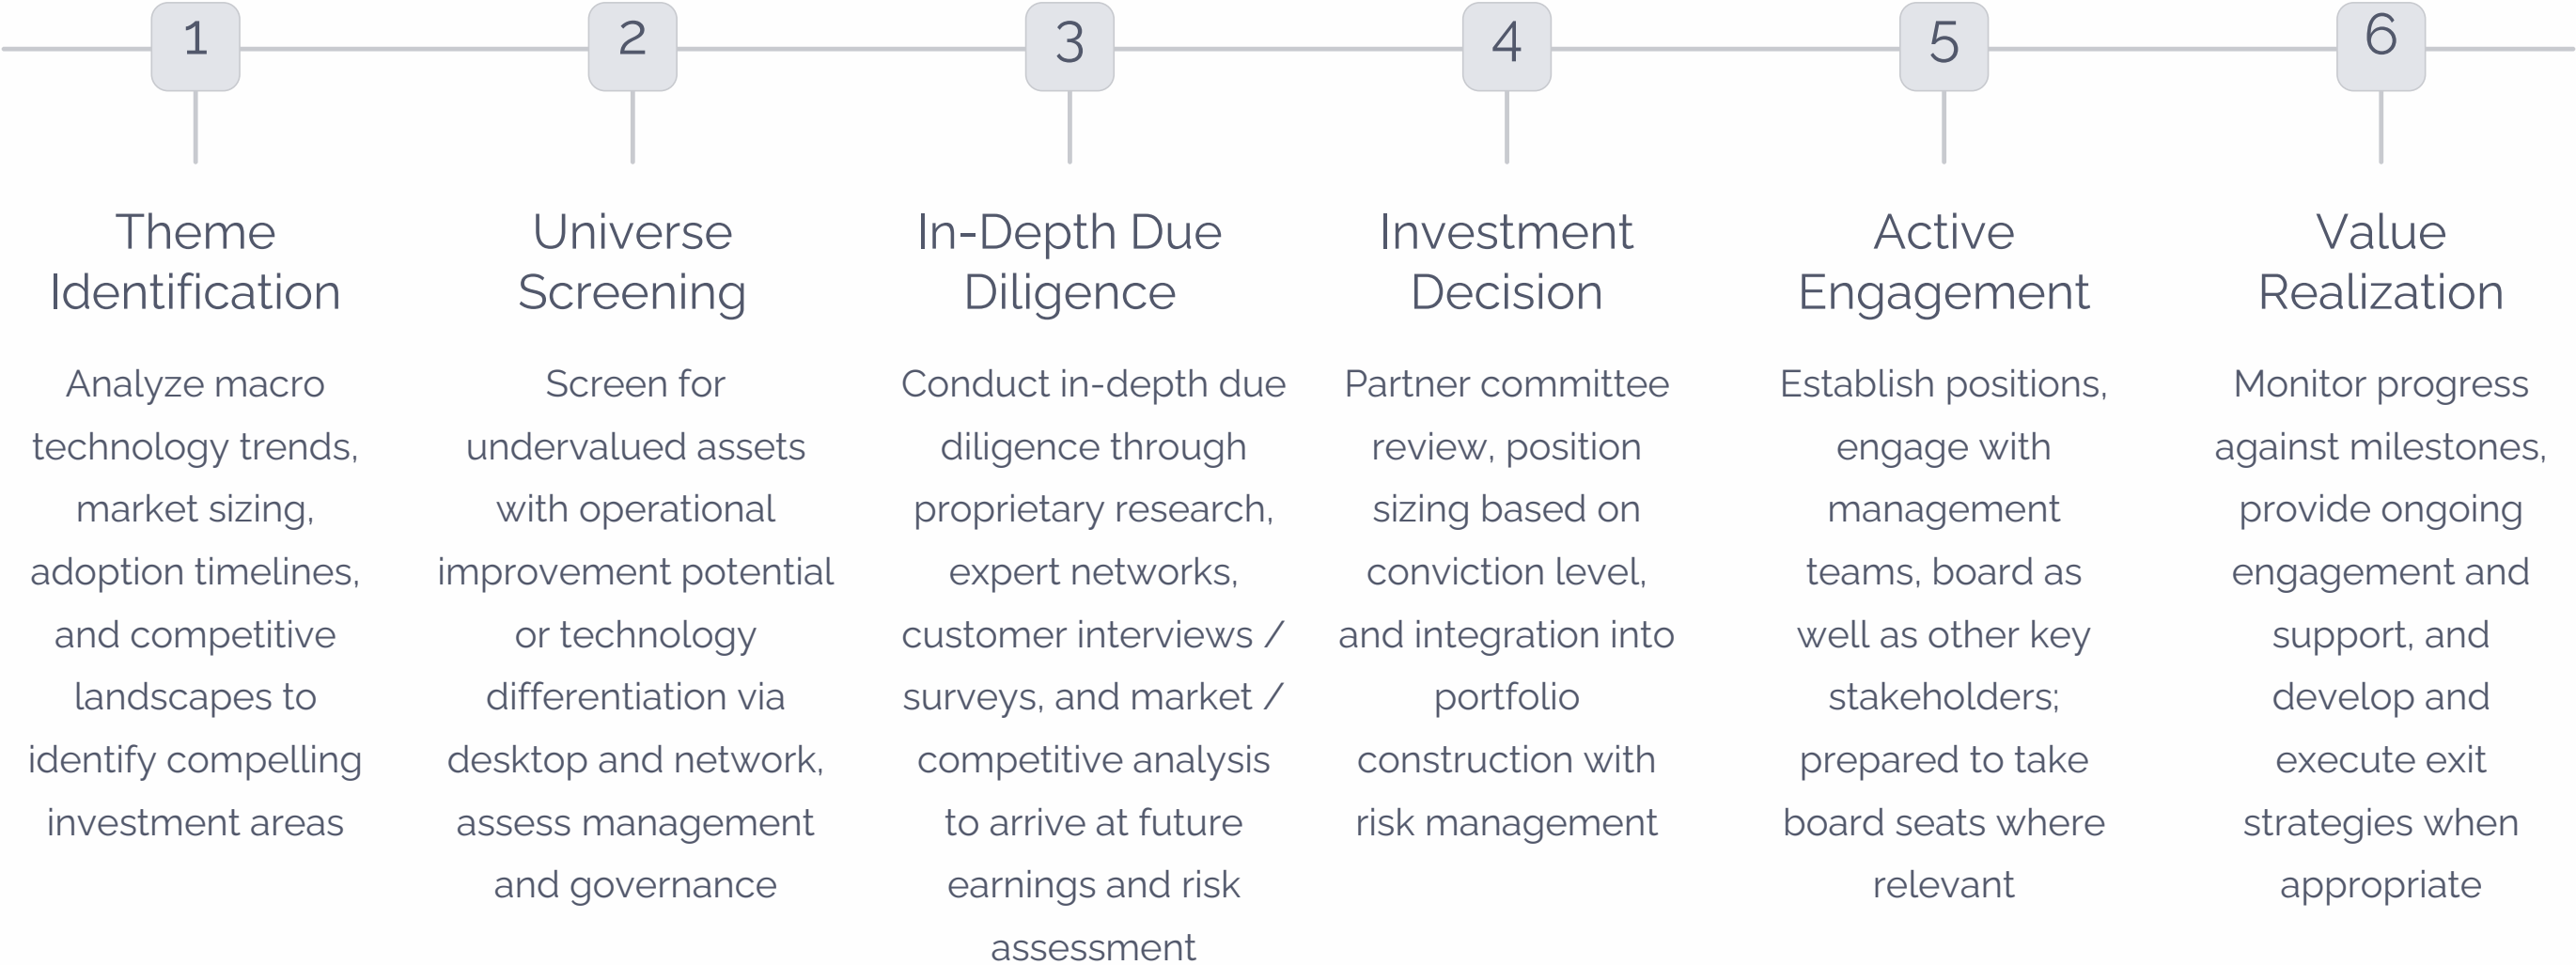 1
Theme
Identification
Analyze macro
technology trends,
market sizing,
adoption timelines,
and competitive
landscapes to
identify compelling
investment areas
2
Universe
Screening
Screen for
undervalued assets
with operational
improvement potential
or technology
differentiation via
desktop and network,
assess management
and governance
3
In-Depth Due
Diligence
Conduct in-depth due
diligence through
proprietary research,
expert networks,
customer interviews /
surveys, and market /
competitive analysis
to arrive at future
earnings and risk
assessment
4
Investment
Decision
Partner committee
review, position
sizing based on
conviction level,
and integration into
portfolio
construction with
risk management
5
Active
Engagement
Establish positions,
engage with
management
teams, board as
well as other key
stakeholders;
prepared to take
board seats where
relevant
6
Value
Realization
Monitor progress
against milestones,
provide ongoing
engagement and
support, and
develop and
execute exit
strategies when
appropriate